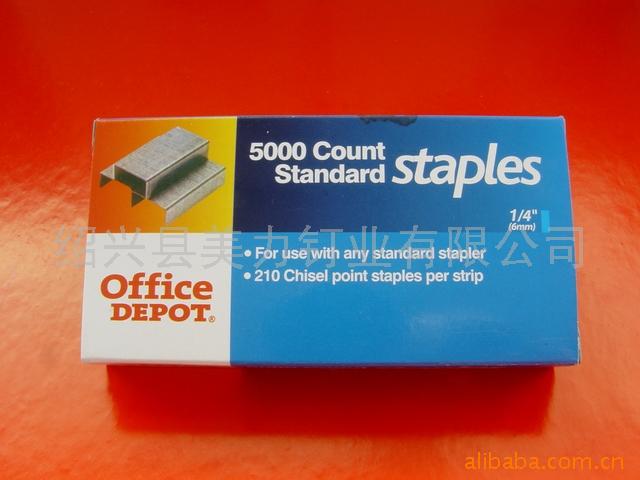 5000 Count
Standard staples
1/4"
(6mm)
• For use with any standard stapler
• 210 Chisel point staples per strip
Office
DEPOT®
绍兴县美力钉业有限公司
alibaba.com.cn